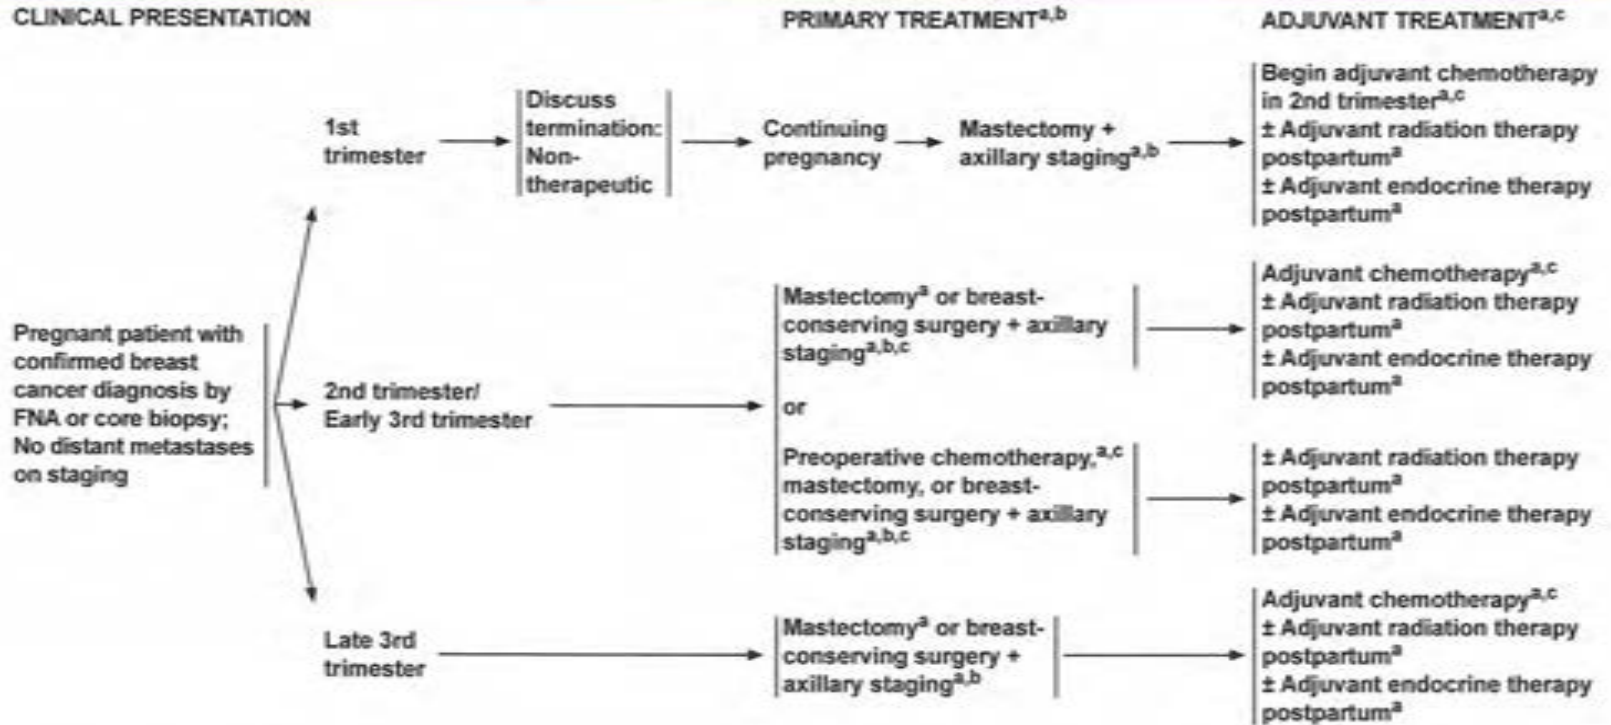 CLINICAL PRESENTATION
PRIMARY TREATMENTa,b
ADJUVANT TREATMENTa,c
1st
trimester
Discuss
termination:
Non-
therapeutic
Continuing
pregnancy
Mastectomy +
axillary staginga,b
Begin adjuvant chemotherapy
in 2nd trimestera,c
± Adjuvant radiation therapy
postpartuma
± Adjuvant endocrine therapy
postpartuma
Pregnant patient with
confirmed breast
cancer diagnosis by
FNA or core biopsy;
No distant metastases
on staging
2nd trimester/
Early 3rd trimester
Mastectomya or breast-
conserving surgery + axillary
staginga,b,c
or
Preoperative chemotherapy,a,c
mastectomy, or breast-
conserving surgery + axillary
staginga,b,c
Adjuvant chemotherapya,c
± Adjuvant radiation therapy
postpartuma
± Adjuvant endocrine therapy
postpartuma
± Adjuvant radiation therapy
postpartuma
± Adjuvant endocrine therapy
postpartuma
Late 3rd
trimester
Mastectomya or breast-
conserving surgery +
axillary staginga,b
Adjuvant chemotherapya,c
± Adjuvant radiation therapy
postpartuma
± Adjuvant endocrine therapy
postpartuma